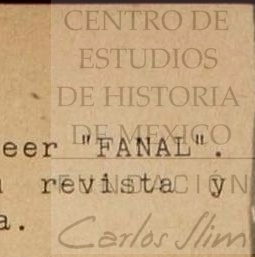 CENTRO DE
ESTUDIOS
DE HISTORIA
DE MEXICO
eer "FANAL".
revista y
FUNDACIÓN
a.
Carlos Slim